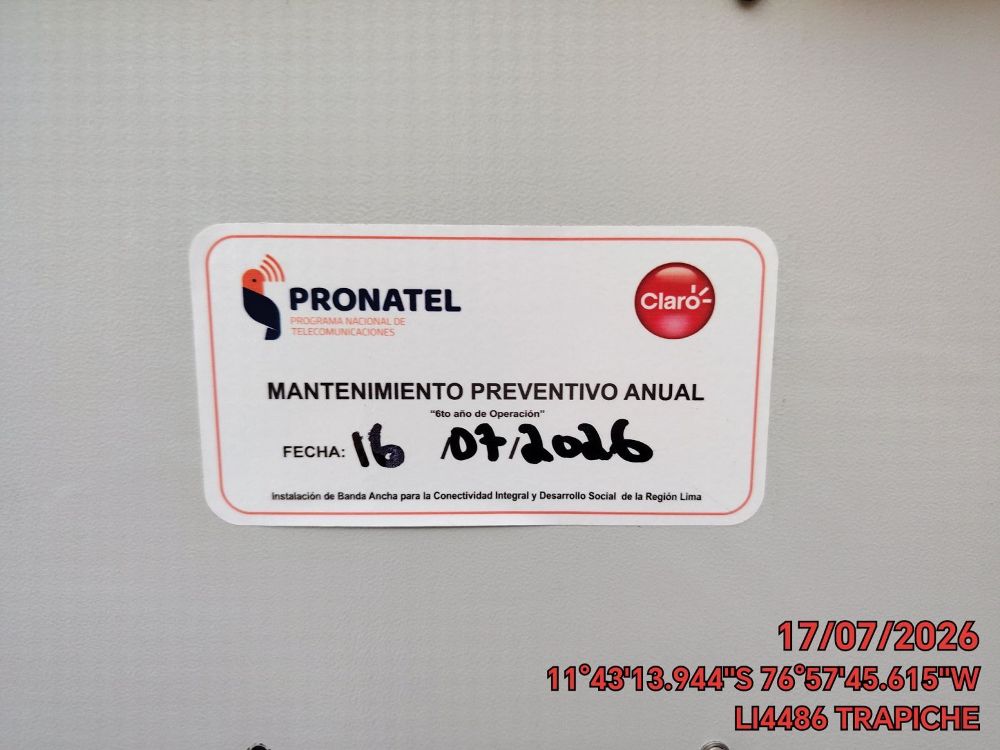 PRONATEL
PROGRAMA NACIONAL DE
TELECOMUNICACIONES
Claro
MANTENIMIENTO PREVENTIVO ANUAL
“6to año de Operación”
FECHA: 16 /07/2026
Instalación de Banda Ancha para la Conectividad Integral y Desarrollo Social de la Región Lima
17/07/2026
11°43'13.944"S 76°57'45.615"W
LI4486 TRAPICHE